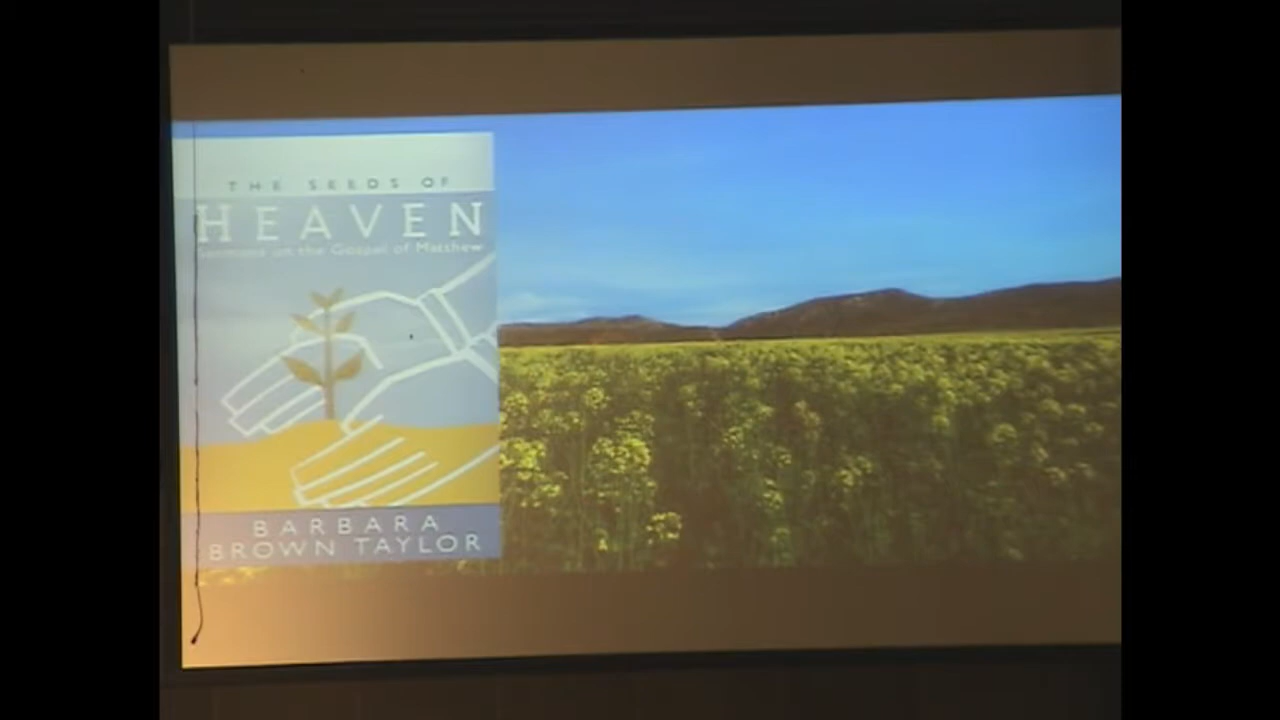 THE SEEDS OF
HEAVEN
Sermons on the Gospel of Matthew
BARBARA
BROWN TAYLOR